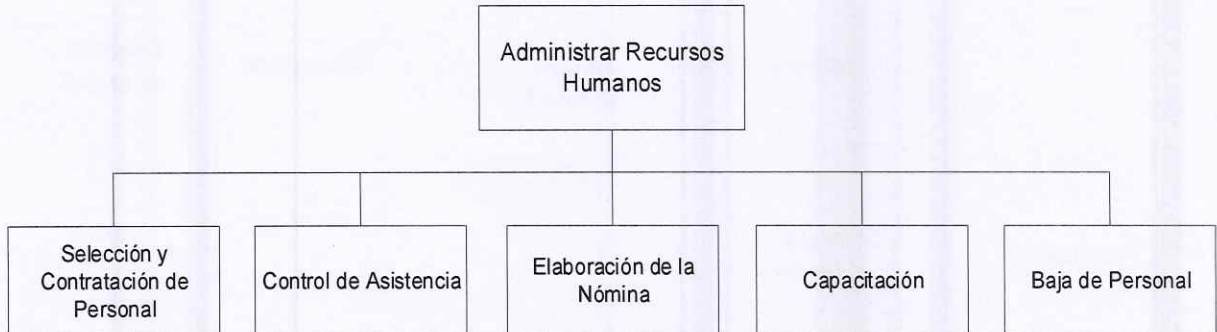 Administrar Recursos
Humanos
Selección y
Contratación de
Personal
Control de Asistencia
Elaboración de la
Nómina
Capacitación
Baja de Personal